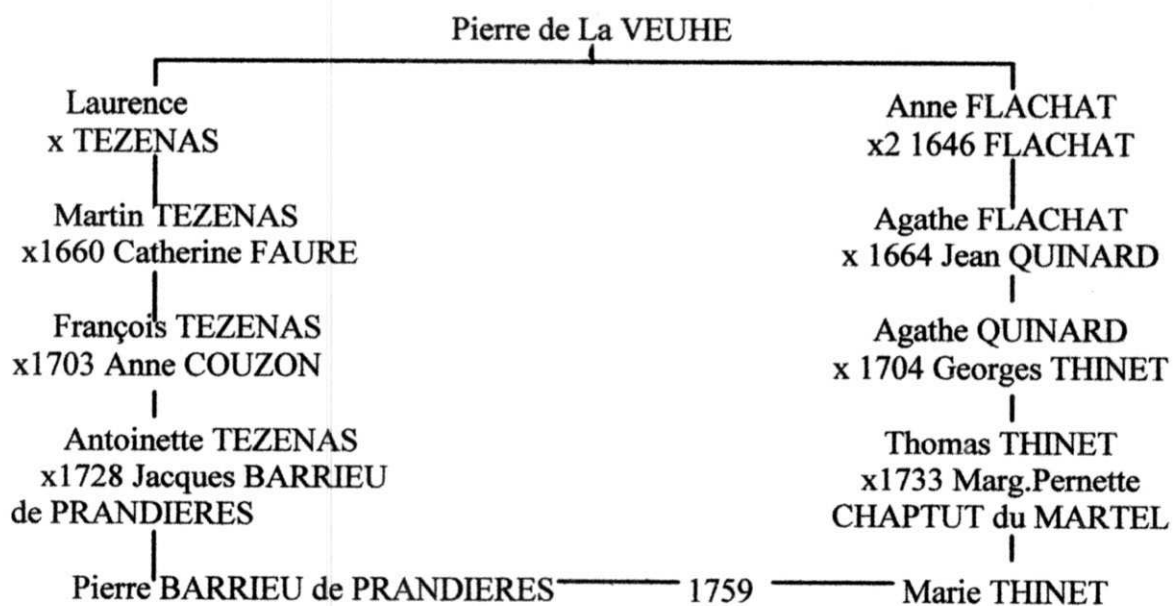 Pierre de La VEUHE
Laurence
x TEZENAS
Martin TEZENAS
x1660 Catherine FAURE
François TEZENAS
x1703 Anne COUZON
Antoinette TEZENAS
x1728 Jacques BARRIEU
de PRANDIERES
Anne FLACHAT
x2 1646 FLACHAT
Agathe FLACHAT
x 1664 Jean QUINARD
Agathe QUINARD
x 1704 Georges THINET
Thomas THINET
x1733 Marg.Pernette
CHAPTUT du MARTEL
Pierre BARRIEU de PRANDIERES 1759 Marie THINET